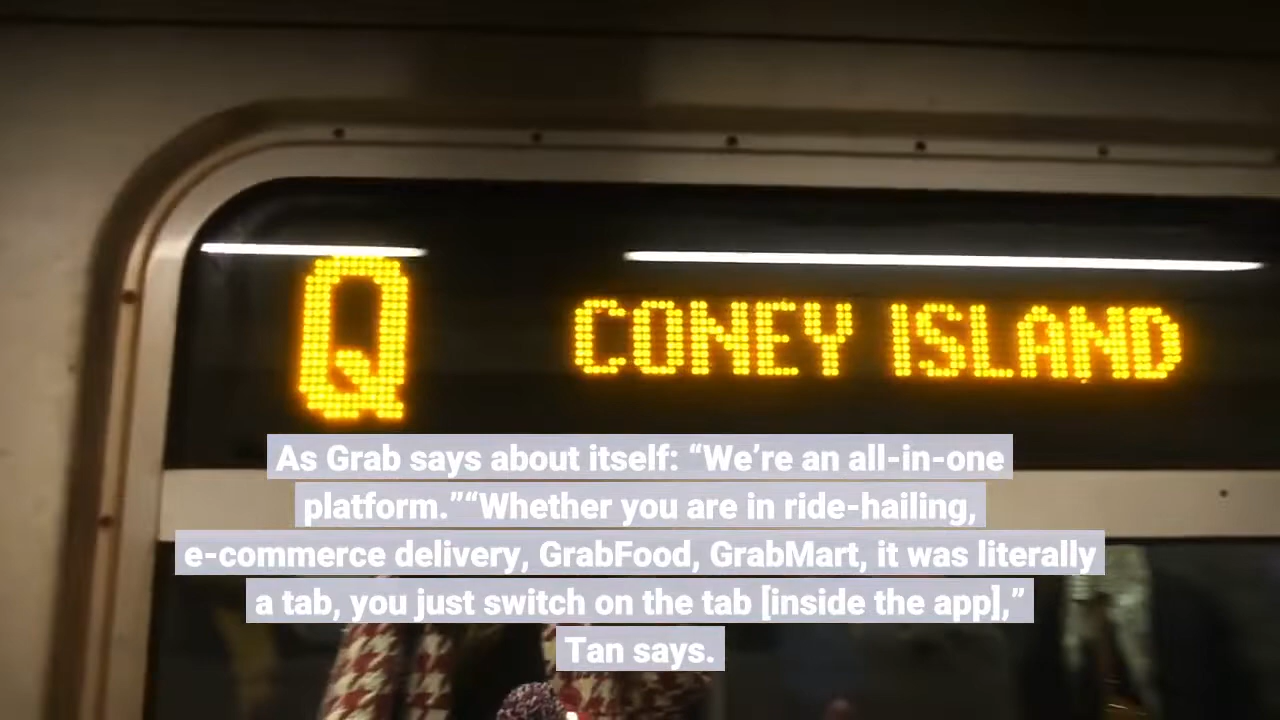 Q CONEY ISLAND
As Grab says about itself: “We’re an all-in-one
platform.”“Whether you are in ride-hailing,
e-commerce delivery, GrabFood, GrabMart, it was literally
a tab, you just switch on the tab [inside the app],”
Tan says.